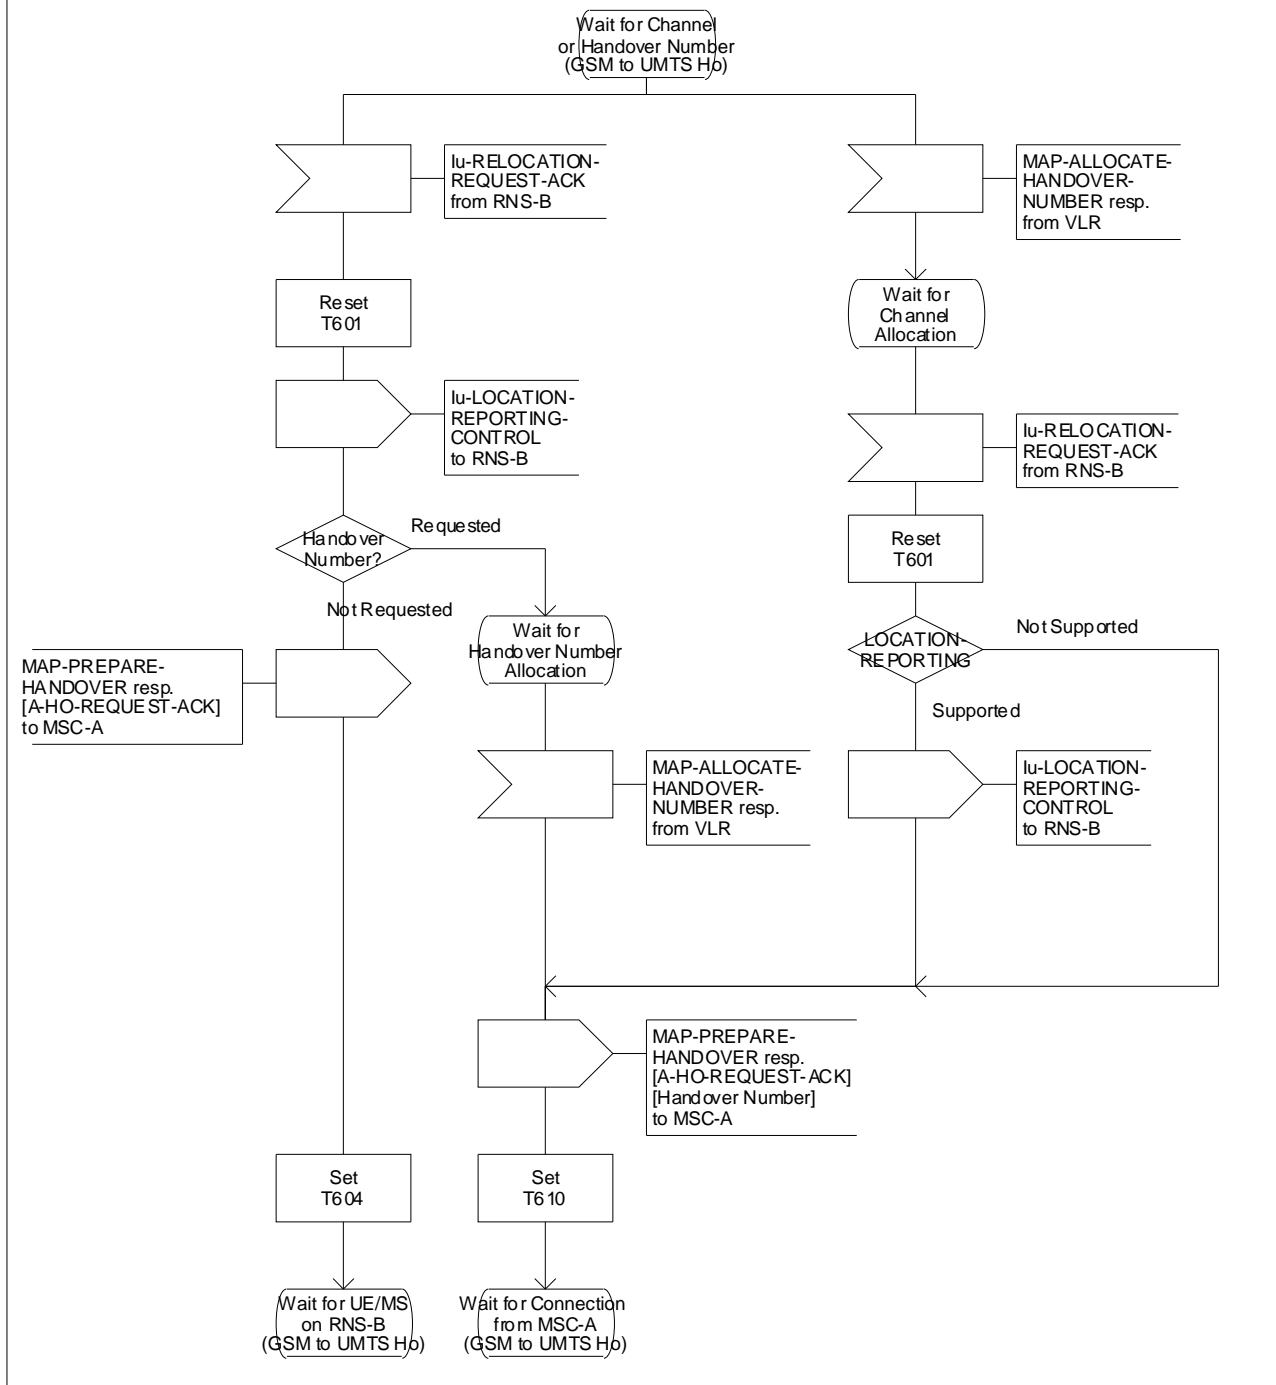 Wait for Channel
or Handover Number
(GSM to UMTS Ho)
Iu-RELOCATION-
REQUEST-ACK
from RNS-B
MAP-ALLOCATE-
HANDOVER-
NUMBER resp.
from VLR
Reset
T601
Wait for
Channel
Allocation
Iu-LOCATION-
REPORTING-
CONTROL
to RNS-B
Iu-RELOCATION-
REQUEST-ACK
from RNS-B
Handover
Number?
Requested
Not Requested
Reset
T601
Wait for
Handover Number
Allocation
LOCATION-
REPORTING
Not Supported
Supported
MAP-PREPARE-
HANDOVER resp.
[A-HO-REQUEST-ACK]
to MSC-A
MAP-ALLOCATE-
HANDOVER-
NUMBER resp.
from VLR
Iu-LOCATION-
REPORTING-
CONTROL
to RNS-B
MAP-PREPARE-
HANDOVER resp.
[A-HO-REQUEST-ACK]
[Handover Number]
to MSC-A
Set
T604
Set
T610
Wait for UE/MS
on RNS-B
(GSM to UMTS Ho)
Wait for Connection
from MSC-A
(GSM to UMTS Ho)